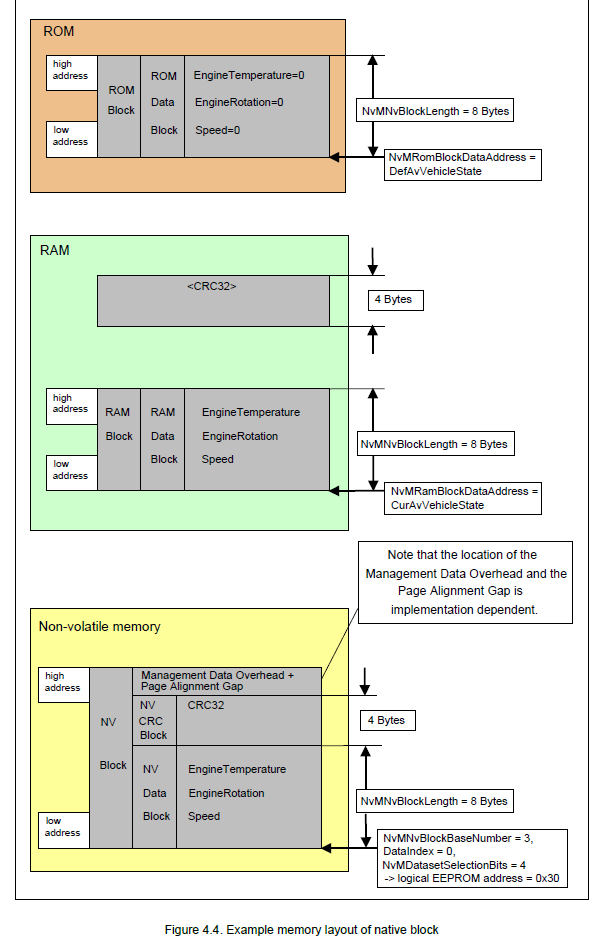 ROM
high
address
ROM
Block
ROM
Data
Block
EngineTemperature=0
EngineRotation=0
Speed=0
low
address
NvMNvBlockLength = 8 Bytes
NvMRomBlockDataAddress =
DefAvVehicleState
RAM
<CRC32>
4 Bytes
high
address
RAM
Block
RAM
Data
Block
EngineTemperature
EngineRotation
Speed
low
address
NvMNvBlockLength = 8 Bytes
NvMRamBlockDataAddress =
CurAvVehicleState
Note that the location of the
Management Data Overhead and the
Page Alignment Gap is
implementation dependent.
Non-volatile memory
high
address
Management Data Overhead +
Page Alignment Gap
NV
Block
NV
CRC
Block
CRC32
4 Bytes
NV
Data
Block
EngineTemperature
EngineRotation
Speed
low
address
NvMNvBlockLength = 8 Bytes
NvMNvBlockBaseNumber = 3,
DataIndex = 0,
NvMDatasetSelectionBits = 4
-> logical EEPROM address = 0x30
Figure 4.4. Example memory layout of native block